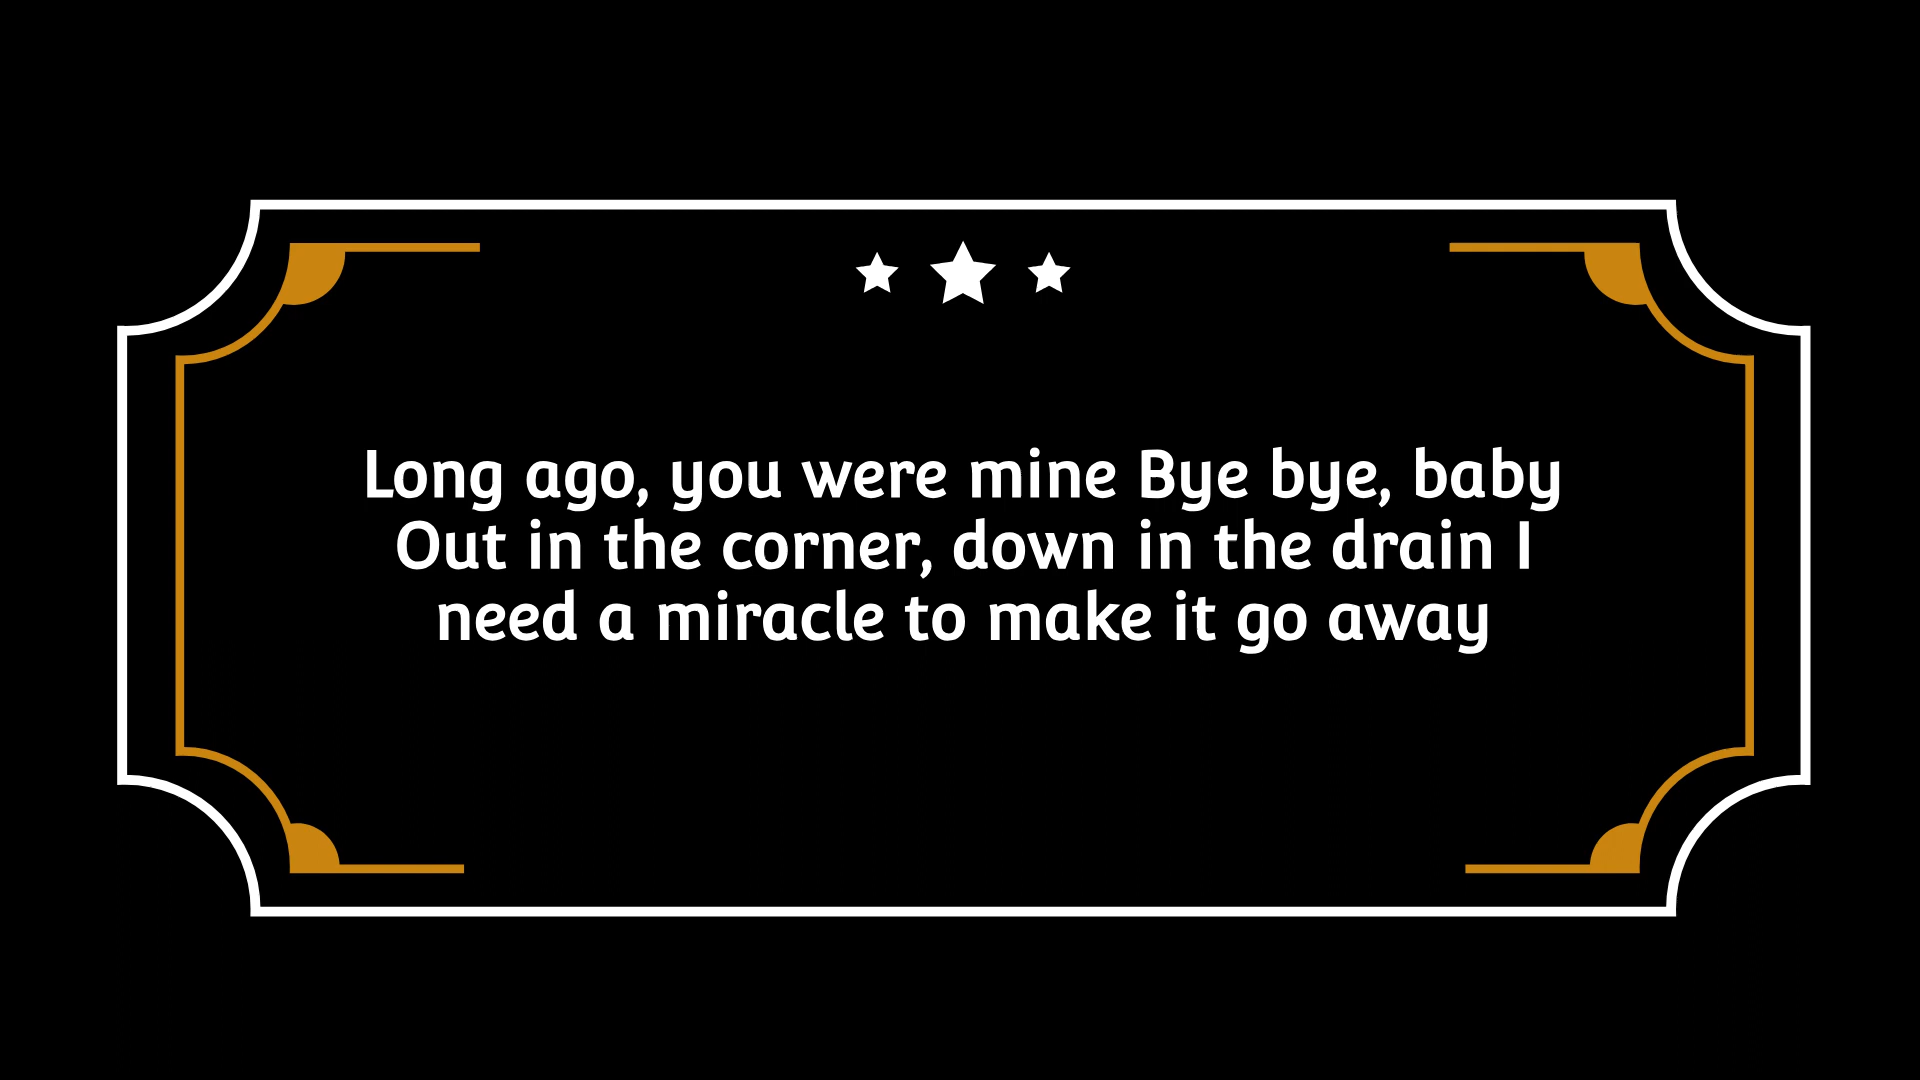 Long ago, you were mine Bye bye, baby
Out in the corner, down in the drain I
need a miracle to make it go away